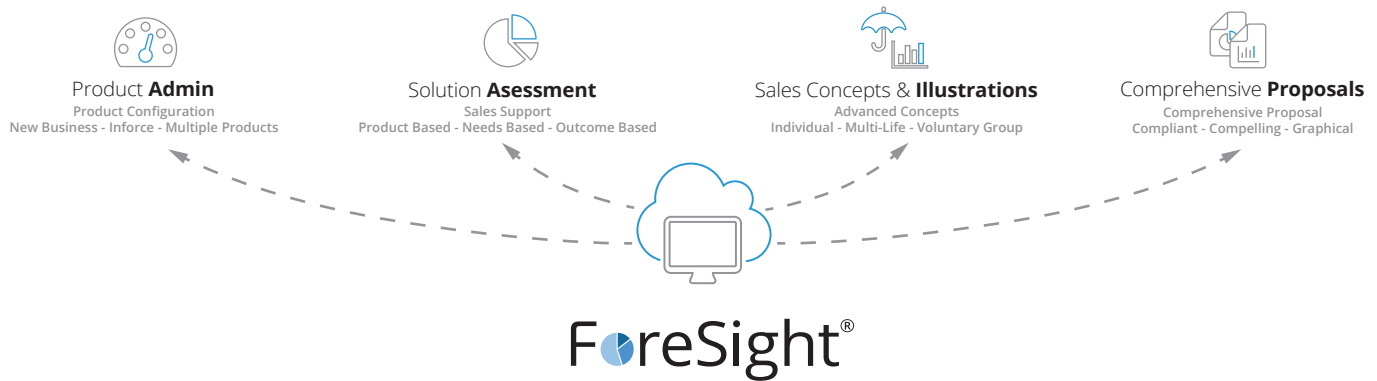 Product Admin
Product Configuration
New Business - Inforce - Multiple Products
Solution Asessment
Sales Support
Product Based - Needs Based - Outcome Based
Sales Concepts & Illustrations
Advanced Concepts
Individual - Multi-Life - Voluntary Group
Comprehensive Proposals
Comprehensive Proposal
Compliant - Compelling - Graphical
ForeSight®